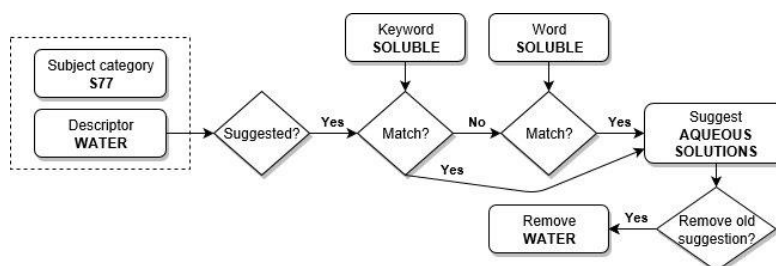 Subject category
S77
Descriptor
WATER
Suggested?
Yes
Keyword
SOLUBLE
Match?
No
Yes
Word
SOLUBLE
Match?
Yes
Suggest
AQUEOUS
SOLUTIONS
Remove old
suggestion?
Yes
Remove
WATER